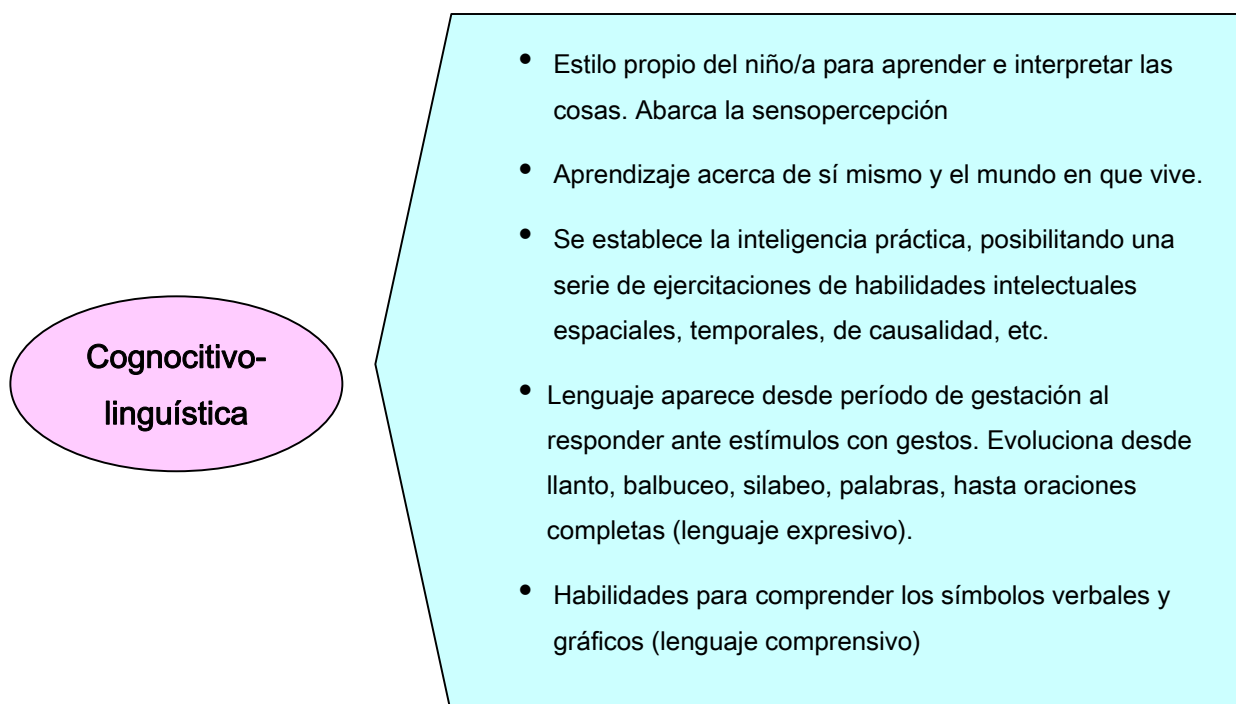 Cognocitivo-
linguística
• Estilo propio del niño/a para aprender e interpretar las
cosas. Abarca la sensopercepción
• Aprendizaje acerca de sí mismo y el mundo en que vive.
• Se establece la inteligencia práctica, posibilitando una
serie de ejercitaciones de habilidades intelectuales
espaciales, temporales, de causalidad, etc.
• Lenguaje aparece desde período de gestación al
responder ante estímulos con gestos. Evoluciona desde
llanto, balbuceo, silabeo, palabras, hasta oraciones
completas (lenguaje expresivo).
• Habilidades para comprender los símbolos verbales y
gráficos (lenguaje comprensivo)